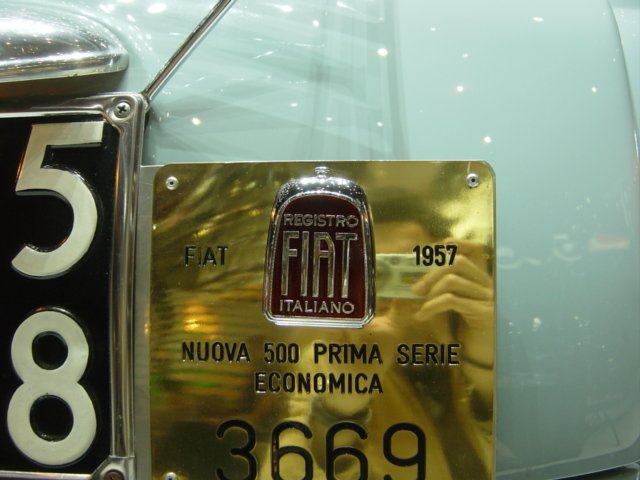 5
8
REGISTRO
FIAT
ITALIANO
FIAT 1957
NUOVA 500 PRIMA SERIE
ECONOMICA
3669